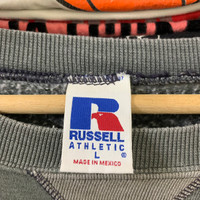 RUSSELL
ATHLETIC
L ®
MADE IN MEXICO